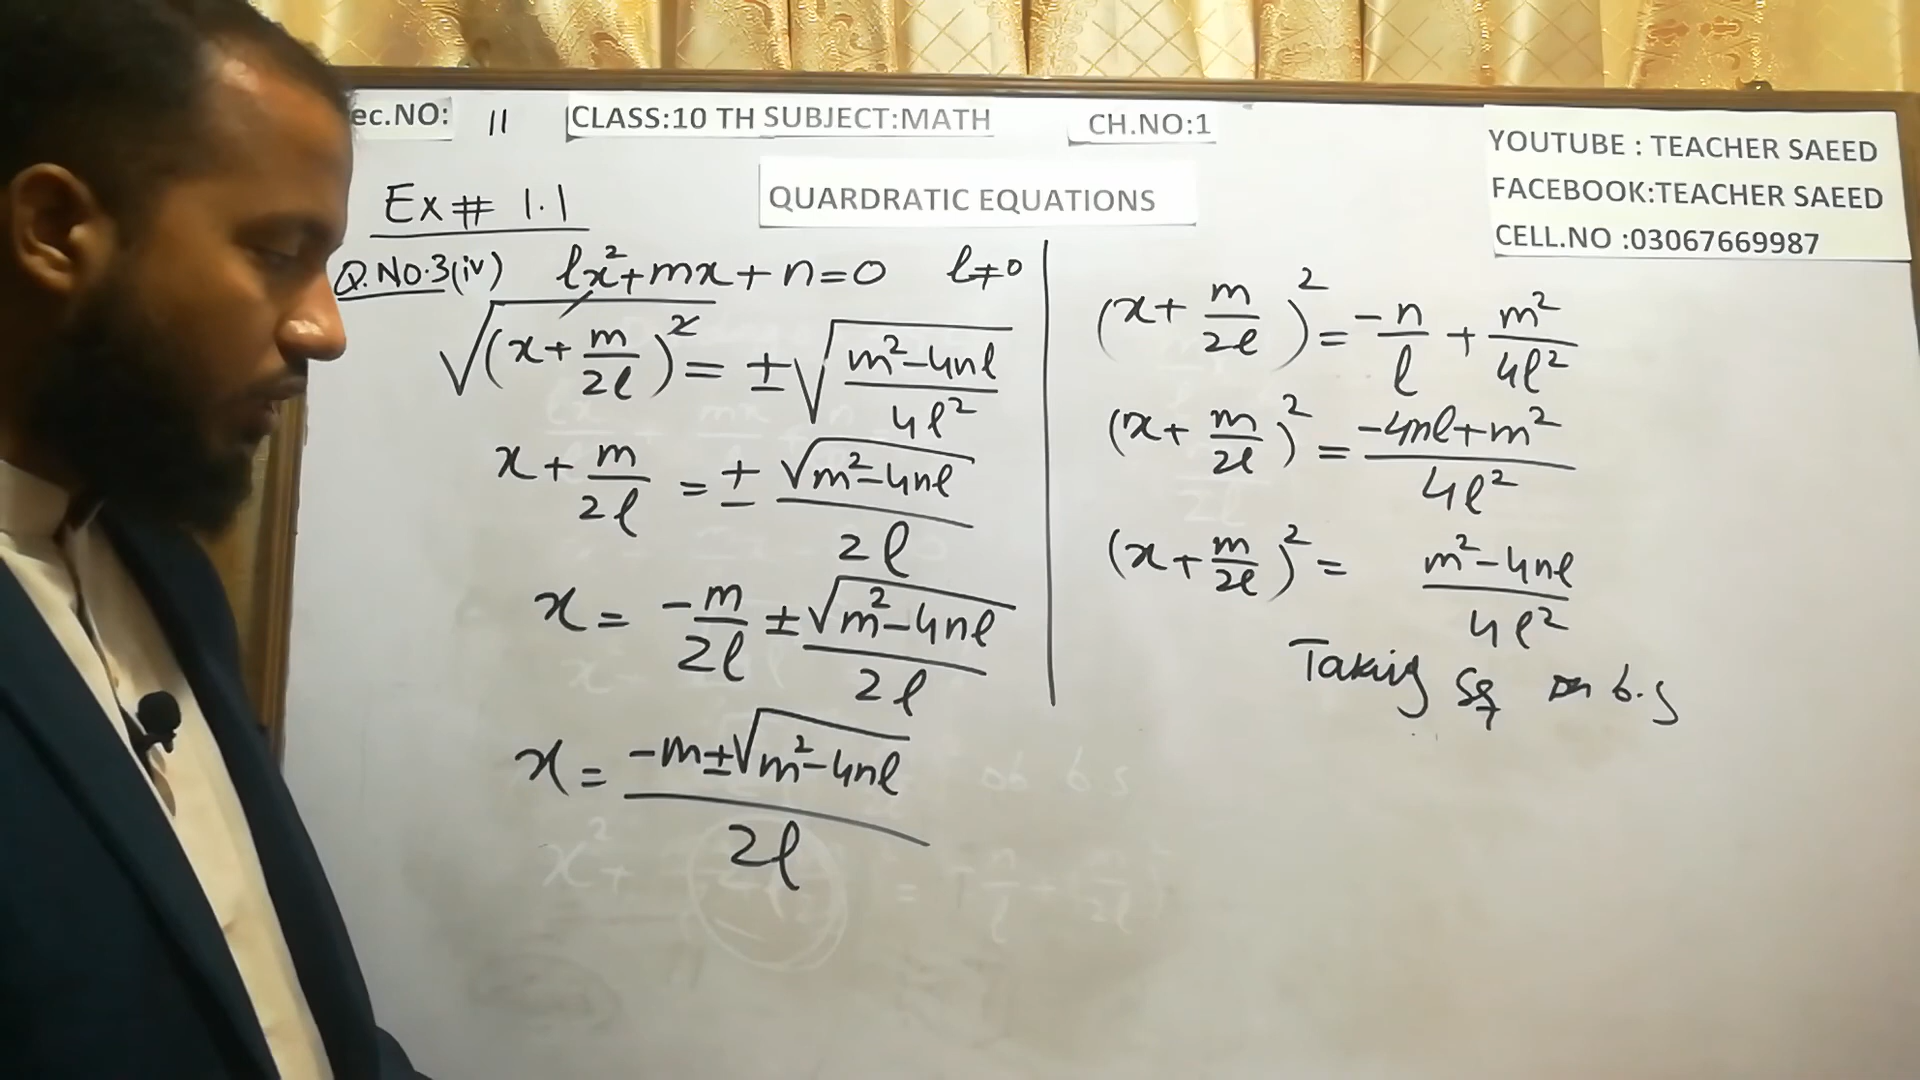 ec.NO: 11 CLASS:10 TH SUBJECT:MATH CH.NO:1
YOUTUBE : TEACHER SAEED
FACEBOOK:TEACHER SAEED
CELL.NO :03067669987
QUARDRATIC EQUATIONS
Ex# 1.1
Q.NO.3(iv) lx²+mx+n=0 l≠0
√(x+m/2l)² = ±√(m²-4nl)/4l²
x+m/2l = ±√m²-4nl/2l
x = -m/2l ± √m²-4nl/2l
x = -m±√m²-4nl/2l
(x+m/2l)² = -n/l + m²/4l²
(x+m/2l)² = -4nl+m²/4l²
(x+m/2l)² = m²-4nl/4l²
Taking Sq on b.s